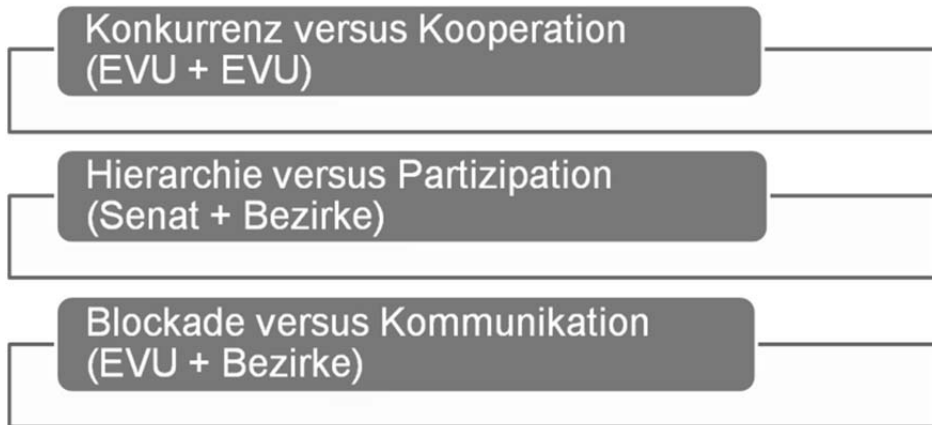 Konkurrenz versus Kooperation
(EVU + EVU)
Hierarchie versus Partizipation
(Senat + Bezirke)
Blockade versus Kommunikation
(EVU + Bezirke)